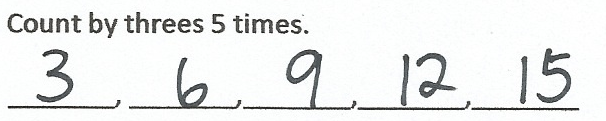 Count by threes 5 times.
3, 6, 9, 12, 15